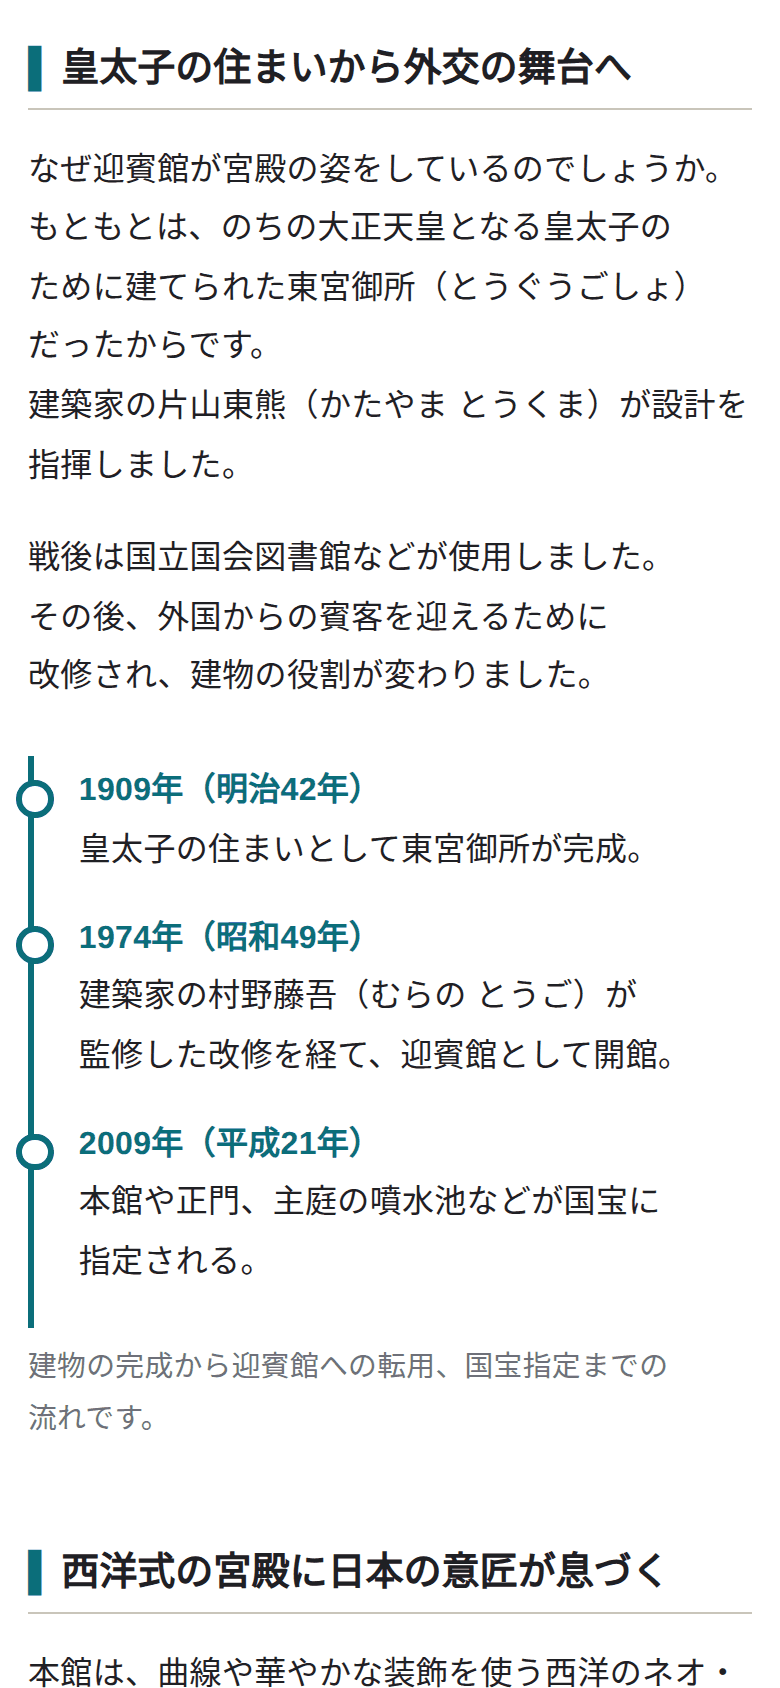 皇太子の住まいから外交の舞台へ
なぜ迎賓館が宮殿の姿をしているのでしょうか。
もともとは、のちの大正天皇となる皇太子の
ために建てられた東宮御所（とうぐうごしょ）
だったからです。
建築家の片山東熊（かたやま とうくま）が設計を
指揮しました。
戦後は国立国会図書館などが使用しました。
その後、外国からの賓客を迎えるために
改修され、建物の役割が変わりました。
1909年（明治42年）
皇太子の住まいとして東宮御所が完成。
1974年（昭和49年）
建築家の村野藤吾（むらの とうご）が
監修した改修を経て、迎賓館として開館。
2009年（平成21年）
本館や正門、主庭の噴水池などが国宝に
指定される。
建物の完成から迎賓館への転用、国宝指定までの
流れです。
西洋式の宮殿に日本の意匠が息づく
本館は、曲線や華やかな装飾を使う西洋のネオ・